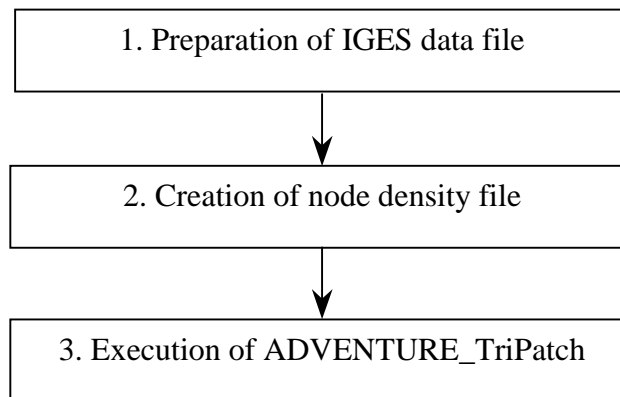 1. Preparation of IGES data file
2. Creation of node density file
3. Execution of ADVENTURE_TriPatch